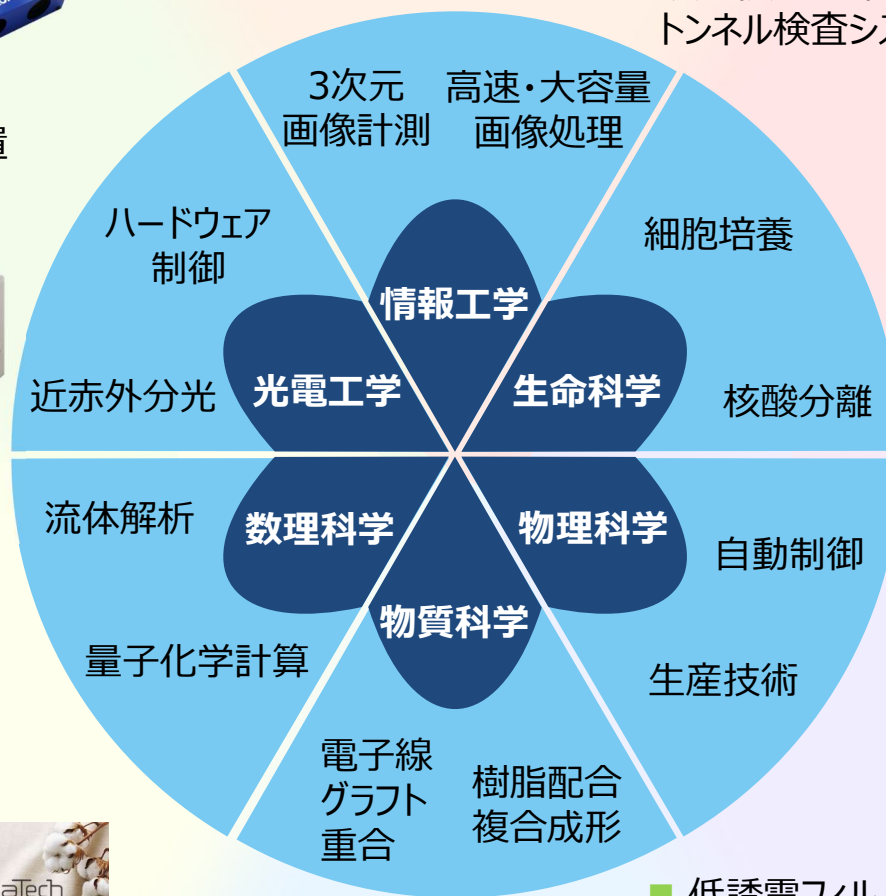 トンネル検査シ
3次元
画像計測
高速・大容量
画像処理
置
ハードウェア
制御
細胞培養
情報工学
近赤外分光
光電工学
生命科学
核酸分離
流体解析
数理科学
物理科学
自動制御
物質科学
量子化学計算
生産技術
電子線
グラフト
重合
樹脂配合
複合成形
aTech
低誘電フィル